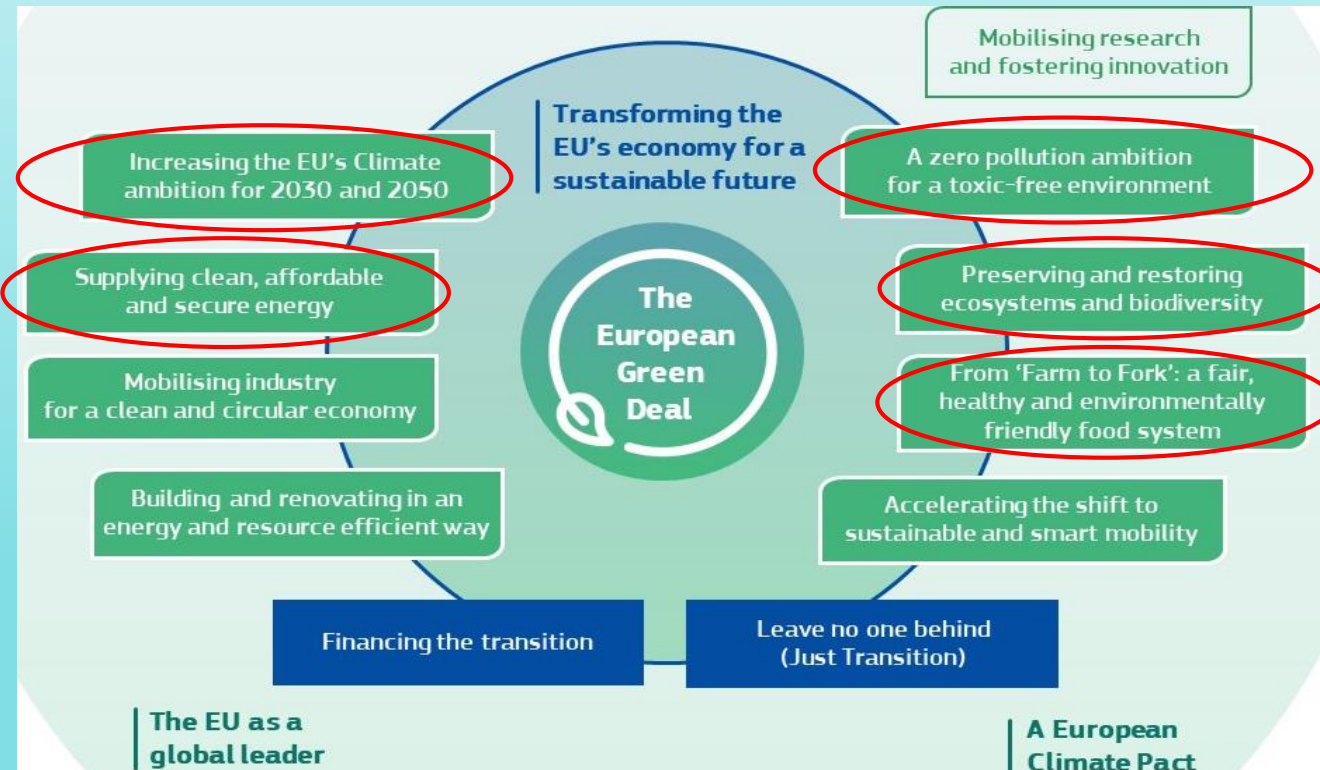 Mobilising research
and fostering innovation
Transforming the
EU's economy for a
sustainable future
Increasing the EU's Climate
ambition for 2030 and 2050
A zero pollution ambition
for a toxic-free environment
Supplying clean, affordable
and secure energy
Preserving and restoring
ecosystems and biodiversity
The
European
Green
Deal
Mobilising industry
for a clean and circular economy
From ‘Farm to Fork’: a fair,
healthy and environmentally
friendly food system
Building and renovating in an
energy and resource efficient way
Accelerating the shift to
sustainable and smart mobility
Financing the transition
Leave no one behind
(Just Transition)
The EU as a
global leader
A European
Climate Pact